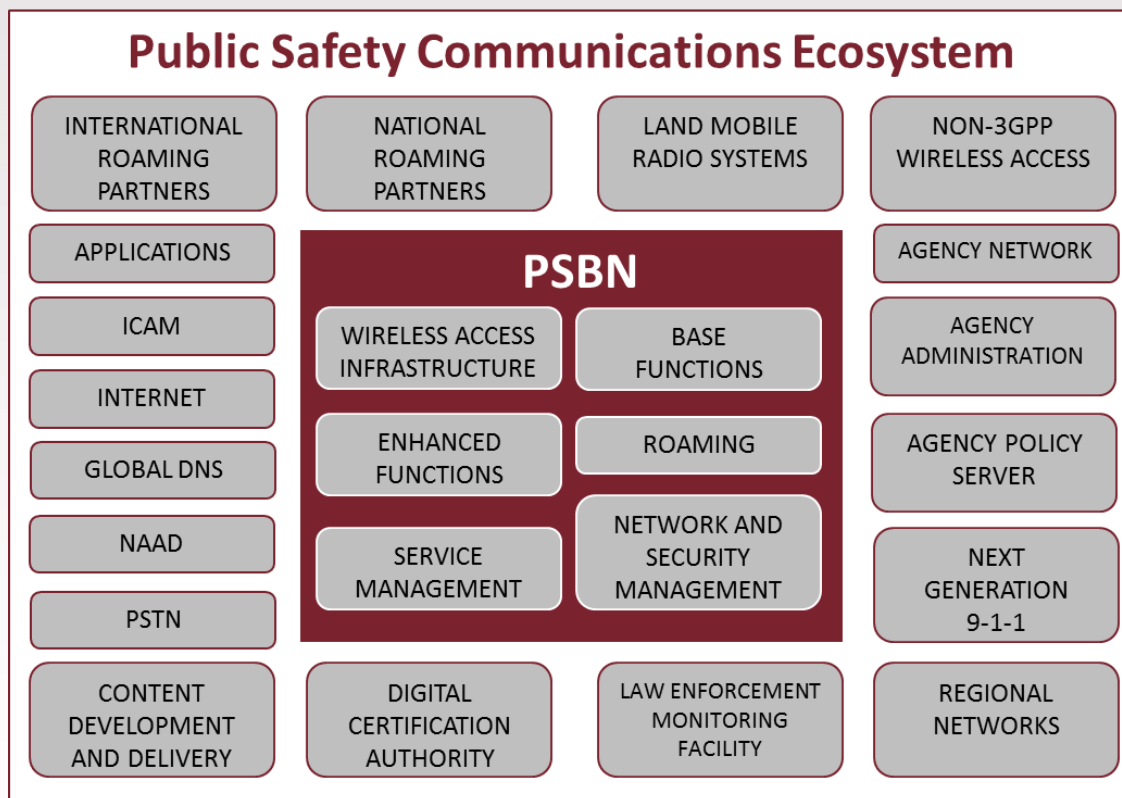 Public Safety Communications Ecosystem
INTERNATIONAL
ROAMING
PARTNERS
NATIONAL
ROAMING
PARTNERS
LAND MOBILE
RADIO SYSTEMS
NON-3GPP
WIRELESS ACCESS
APPLICATIONS
ICAM
INTERNET
GLOBAL DNS
NAAD
PSTN
PSBN
WIRELESS ACCESS
INFRASTRUCTURE
BASE
FUNCTIONS
ENHANCED
FUNCTIONS
ROAMING
SERVICE
MANAGEMENT
NETWORK AND
SECURITY
MANAGEMENT
AGENCY NETWORK
AGENCY
ADMINISTRATION
AGENCY POLICY
SERVER
NEXT
GENERATION
9-1-1
CONTENT
DEVELOPMENT
AND DELIVERY
DIGITAL
CERTIFICATION
AUTHORITY
LAW ENFORCEMENT
MONITORING
FACILITY
REGIONAL
NETWORKS